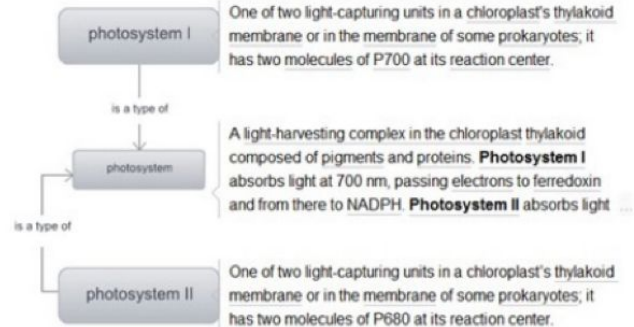 photosystem I
One of two light-capturing units in a chloroplast's thylakoid
membrane or in the membrane of some prokaryotes; it
has two molecules of P700 at its reaction center.
is a type of
photosystem
A light-harvesting complex in the chloroplast thylakoid
composed of pigments and proteins. Photosystem I
absorbs light at 700 nm, passing electrons to ferredoxin
and from there to NADPH. Photosystem II absorbs light ...
is a type of
photosystem II
One of two light-capturing units in a chloroplast's thylakoid
membrane or in the membrane of some prokaryotes; it
has two molecules of P680 at its reaction center.